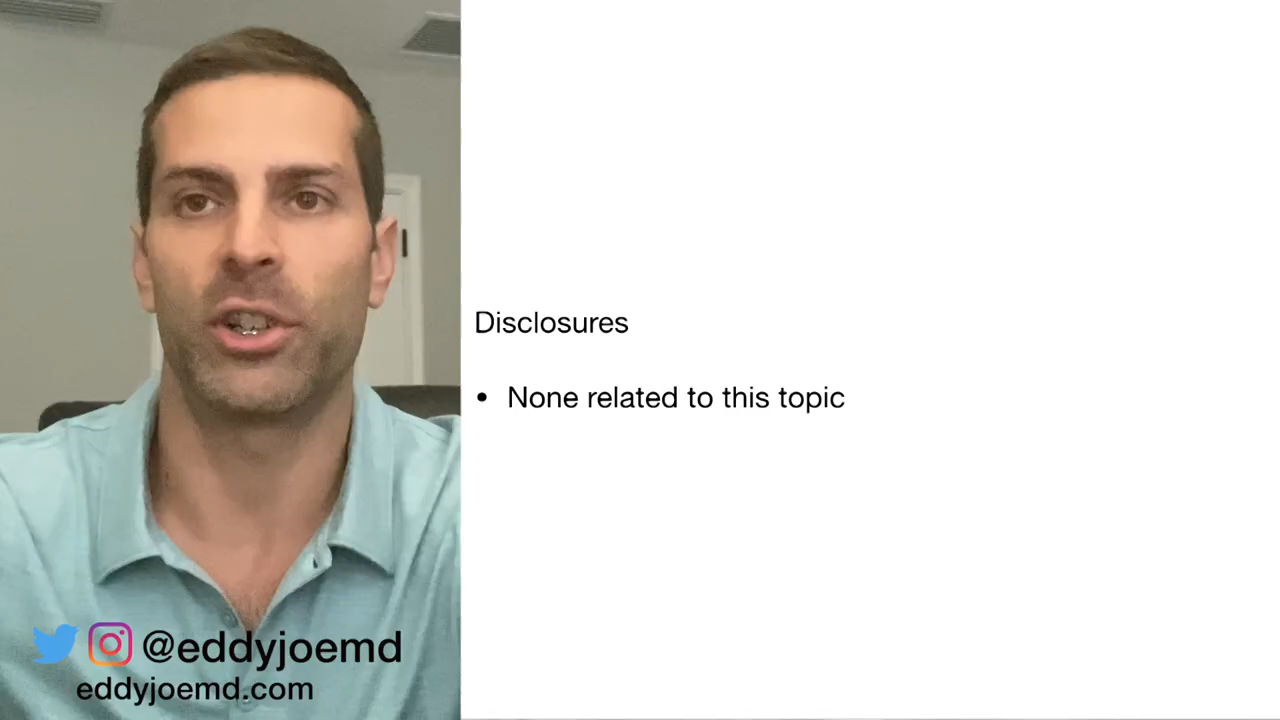 Disclosures
• None related to this topic
@eddyjoemd
eddyjoemd.com